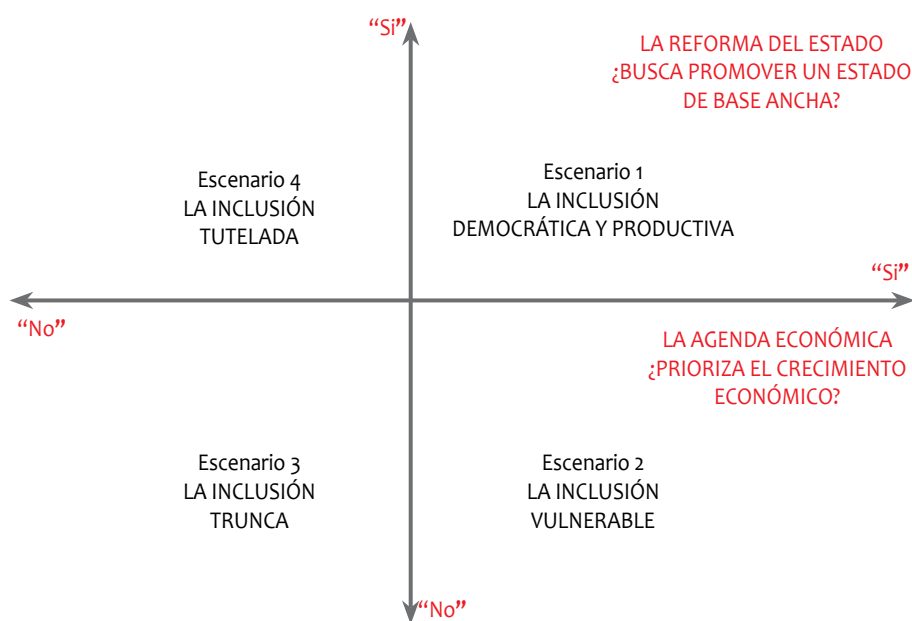 “Si”
LA REFORMA DEL ESTADO
¿BUSCA PROMOVER UN ESTADO
DE BASE ANCHA?
Escenario 4
LA INCLUSIÓN
TUTELADA
Escenario 1
LA INCLUSIÓN
DEMOCRÁTICA Y PRODUCTIVA
“Si”
“No”
LA AGENDA ECONÓMICA
¿PRIORIZA EL CRECIMIENTO
ECONÓMICO?
Escenario 3
LA INCLUSIÓN
TRUNCA
Escenario 2
LA INCLUSIÓN
VULNERABLE
“No”